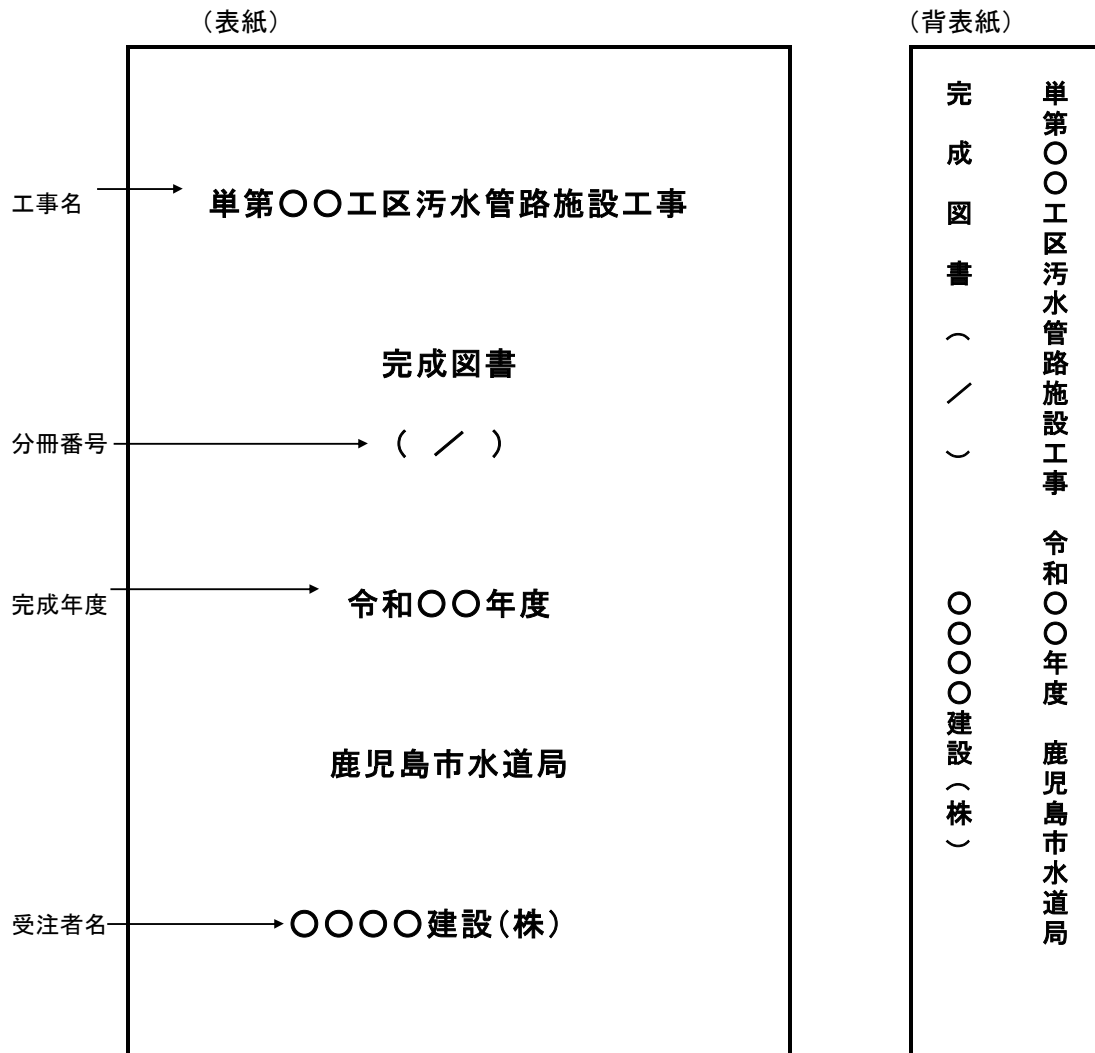 （表紙）
（背表紙）
工事名
単第〇〇工区汚水管路施設工事
完成図書
分冊番号
（ ／ ）
完成年度
令和〇〇年度
鹿児島市水道局
受注者名
〇〇〇〇建設（株）
単第〇〇工区汚水管路施設工事 令和〇〇年度 鹿児島市水道局
完成図書（／） 〇〇〇〇建設（株）